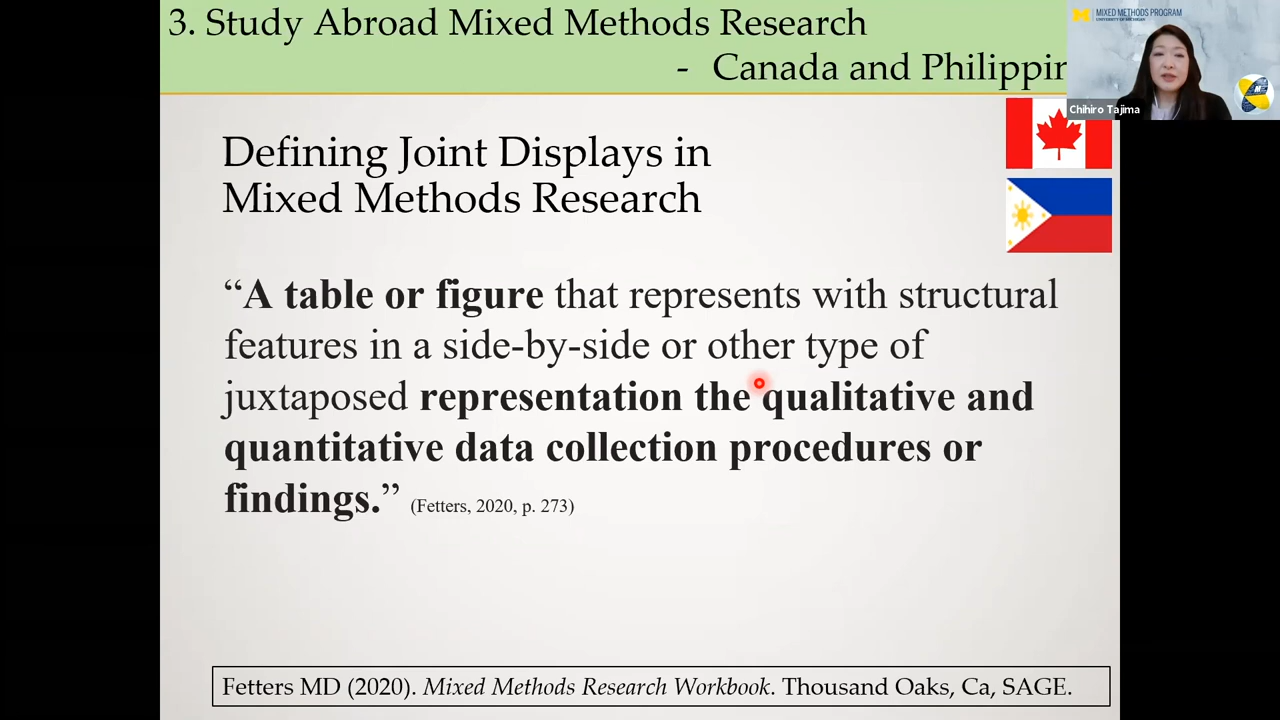 3. Study Abroad Mixed Methods Research
- Canada and Philippin
MIXED METHODS PROGRAM
UNIVERSITY OF MICHIGAN
Chihiro Tajima
Defining Joint Displays in
Mixed Methods Research
“A table or figure that represents with structural
features in a side-by-side or other type of
juxtaposed representation the qualitative and
quantitative data collection procedures or
findings.” (Fetters, 2020, p. 273)
Fetters MD (2020). Mixed Methods Research Workbook. Thousand Oaks, Ca, SAGE.